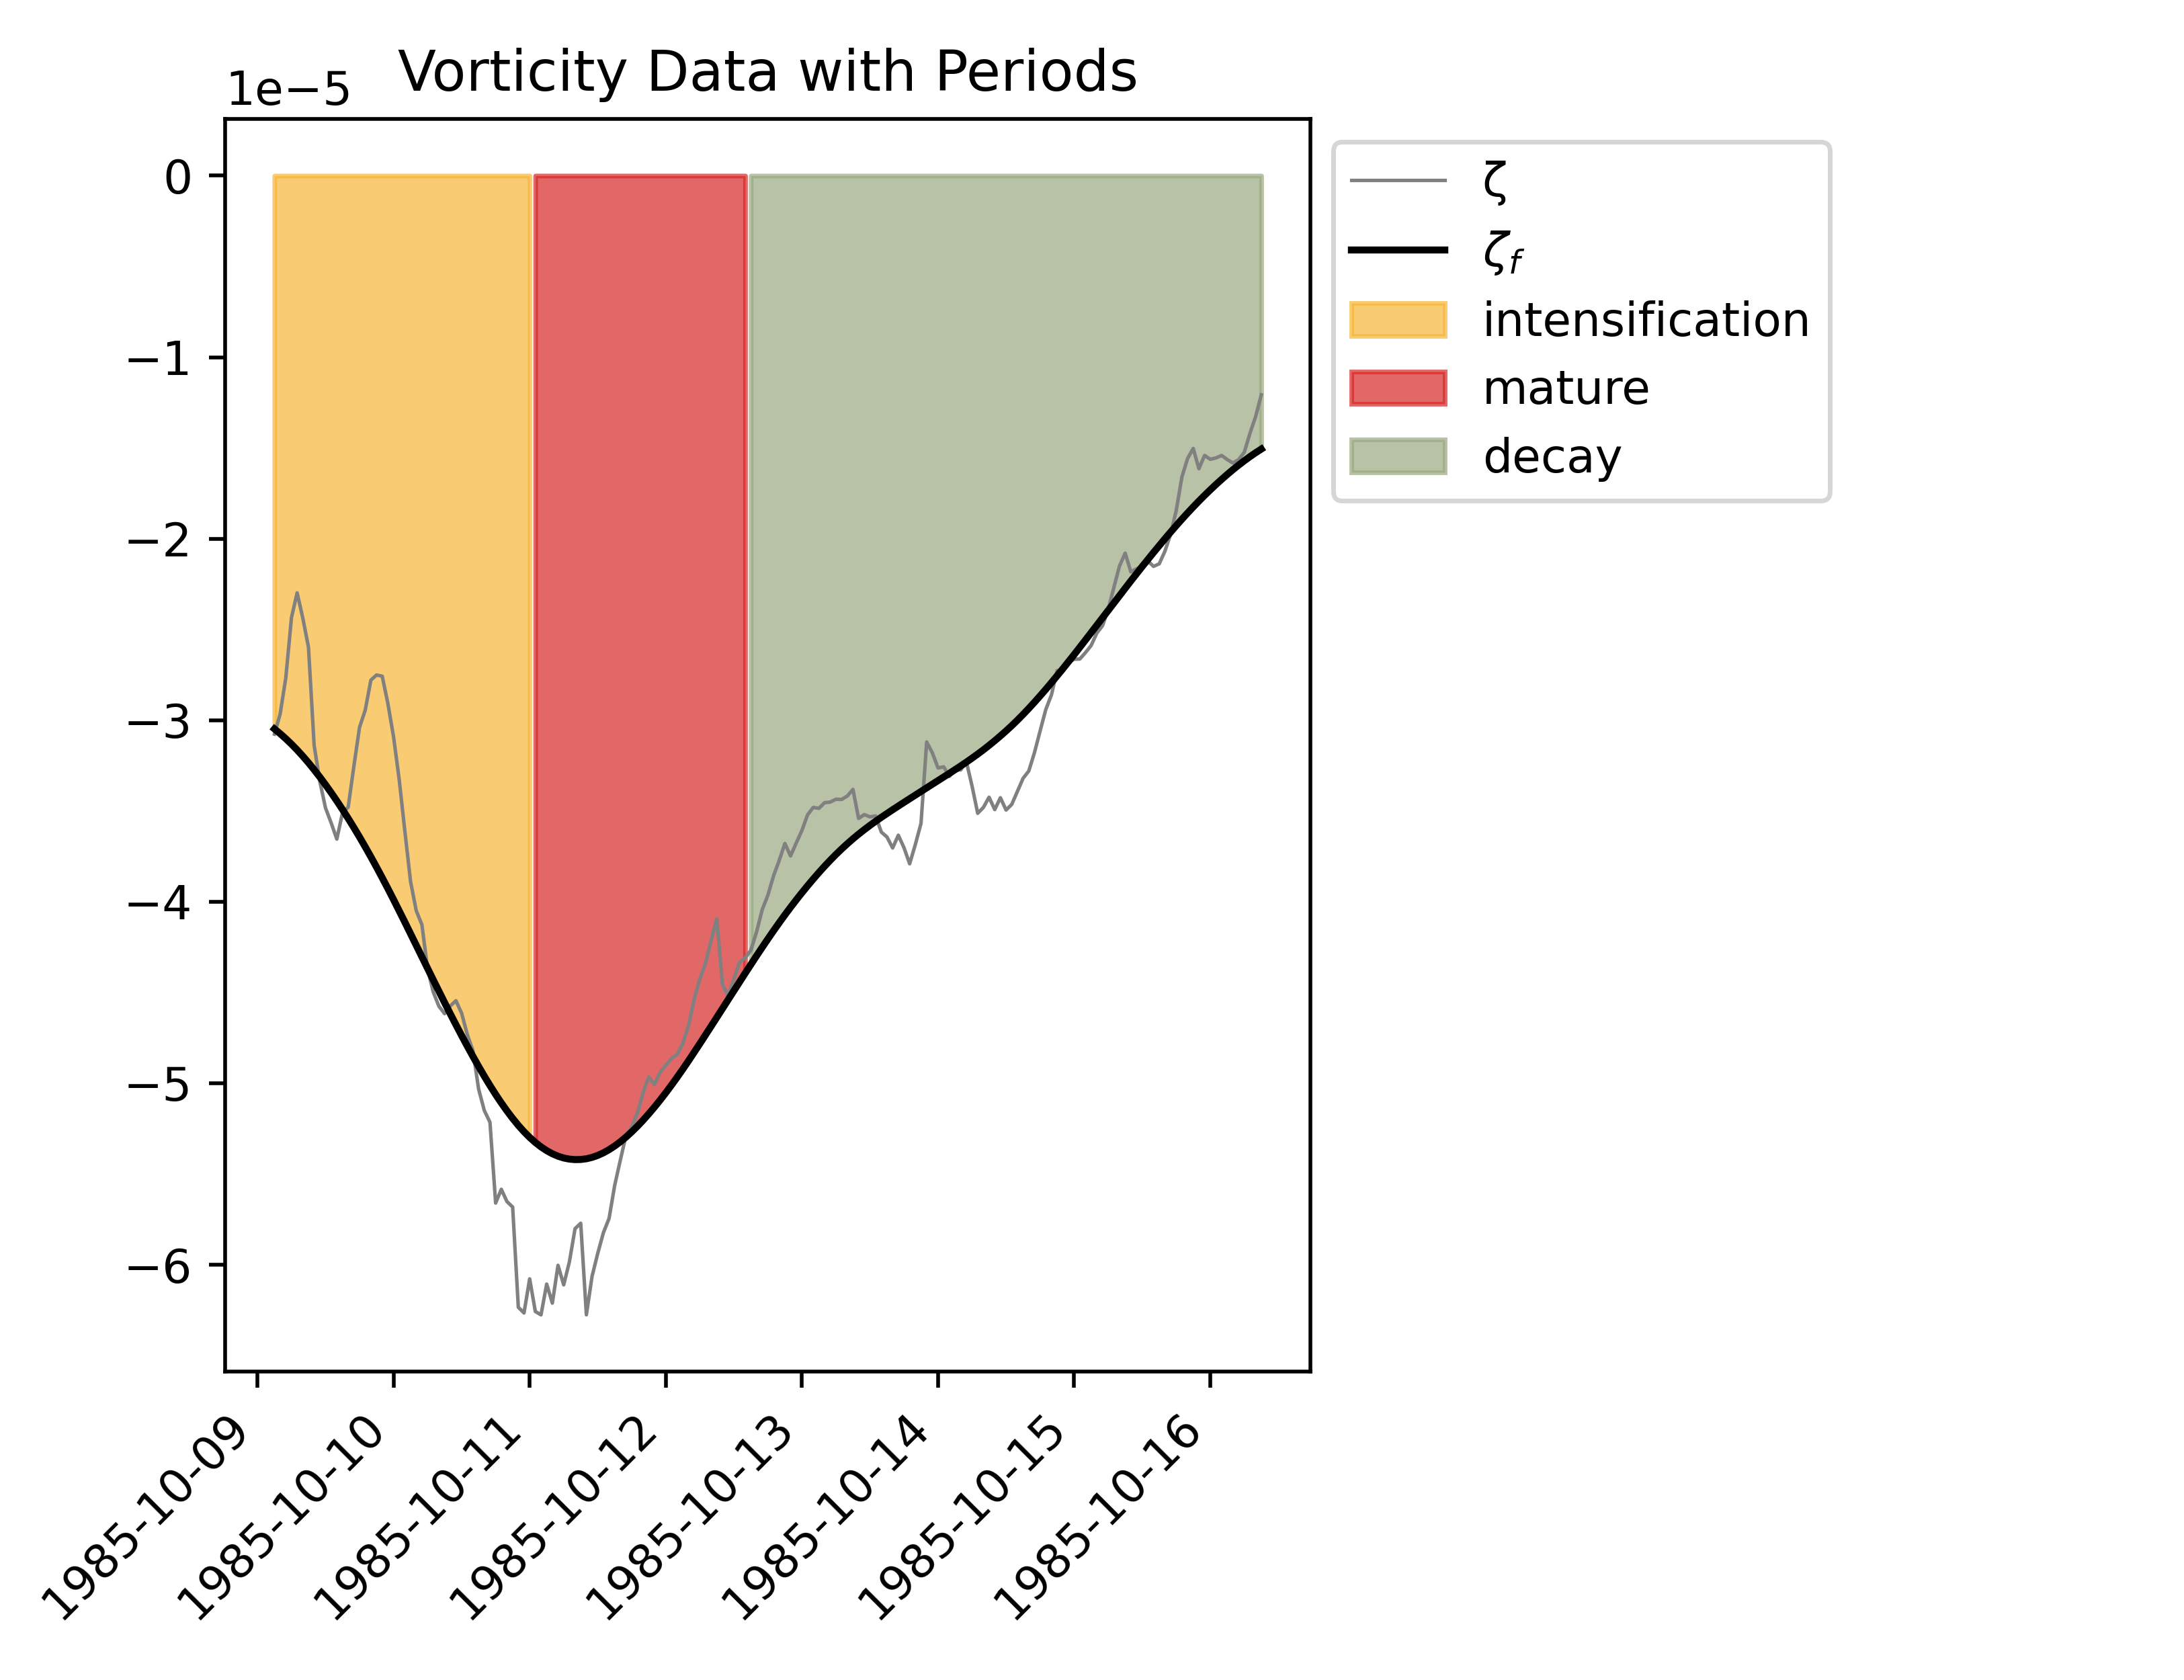 Vorticity Data with Periods
1e−5
0
−1
−2
−3
−4
−5
−6
1985-10-09
1985-10-10
1985-10-11
1985-10-12
1985-10-13
1985-10-14
1985-10-15
1985-10-16
ζ
ζf
intensification
mature
decay